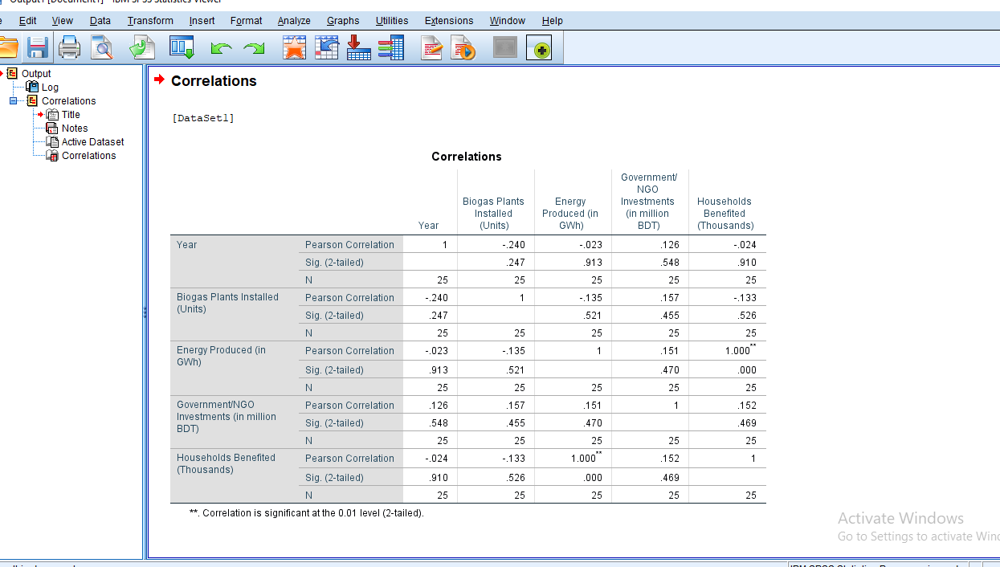 Edit View Data Transform Insert Format Analyze Graphs Utilities Extensions Window Help
Output
Log
Correlations
Title
Notes
Active Dataset
Correlations
Correlations
[DataSet1]
Correlations
Year
Biogas Plants Installed (Units)
Energy Produced (in GWh)
Government/ NGO Investments (in million BDT)
Households Benefited (Thousands)
Year Pearson Correlation 1 -.240 -.023 .126 -.024
Sig. (2-tailed) .247 .913 .548 .910
N 25 25 25 25 25
Biogas Plants Installed (Units) Pearson Correlation -.240 1 -.135 .157 -.133
Sig. (2-tailed) .247 .521 .455 .526
N 25 25 25 25 25
Energy Produced (in GWh) Pearson Correlation -.023 -.135 1 .151 1.000**
Sig. (2-tailed) .913 .521 .470 .000
N 25 25 25 25 25
Government/NGO Investments (in million BDT) Pearson Correlation .126 .157 .151 1 .152
Sig. (2-tailed) .548 .455 .470 .469
N 25 25 25 25 25
Households Benefited (Thousands) Pearson Correlation -.024 -.133 1.000** .152 1
Sig. (2-tailed) .910 .526 .000 .469
N 25 25 25 25 25
**. Correlation is significant at the 0.01 level (2-tailed).
Activate Windows
Go to Settings to activate